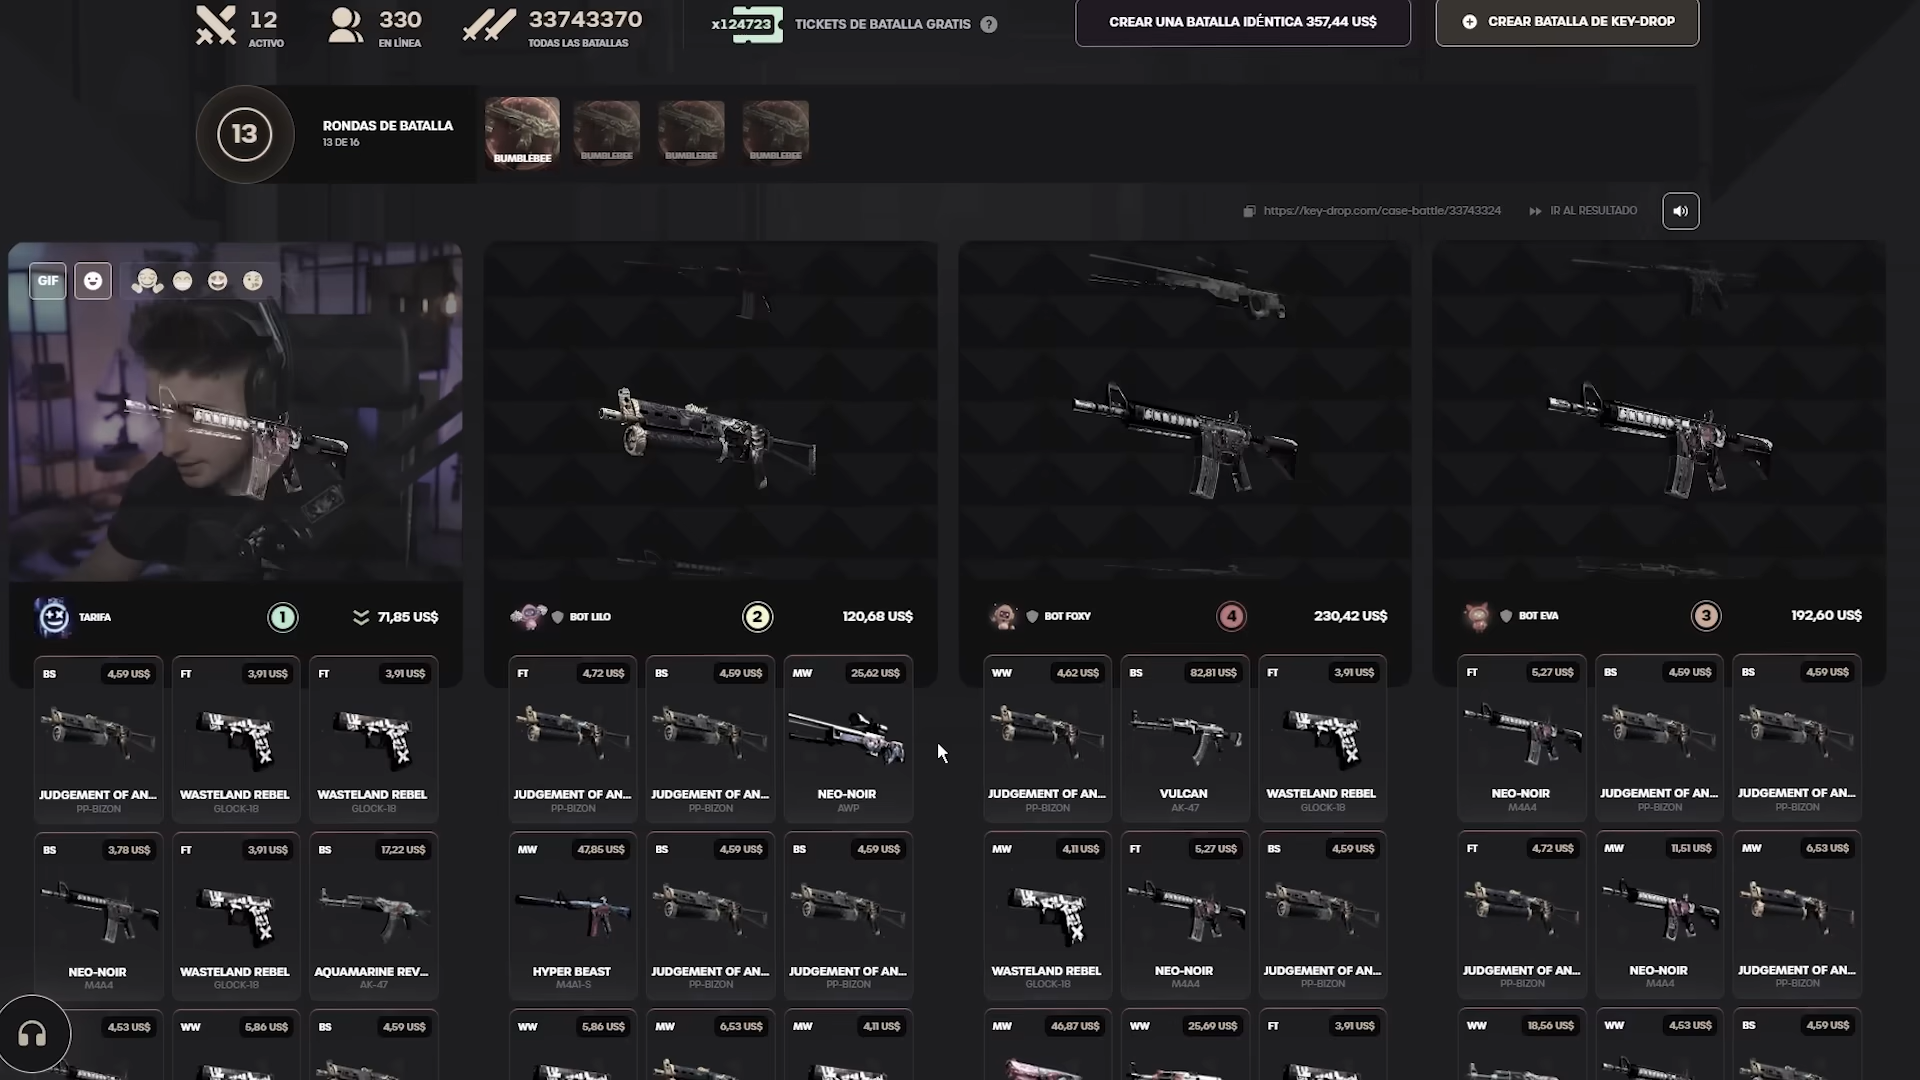 12
ACTIVO
330
EN LÍNEA
33743370
TODAS LAS BATALLAS
x124723
TICKETS DE BATALLA GRATIS ?
CREAR UNA BATALLA IDÉNTICA 357,44 US$
CREAR BATALLA DE KEY-DROP
13
RONDAS DE BATALLA
13 DE 16
BUMBLEBEE
BUMBLEBEE
BUMBLEBEE
BUMBLEBEE
https://key-drop.com/case-battle/33743324
IR AL RESULTADO
GIF
TARIFA
1
71,85 US$
BOT LILO
2
120,68 US$
BOT FOXY
4
230,42 US$
BOT EVA
3
192,60 US$
BS 4,59 US$
FT 3,91 US$
FT 3,91 US$
FT 4,72 US$
BS 4,59 US$
MW 25,62 US$
WW 4,62 US$
BS 82,81 US$
FT 3,91 US$
FT 5,27 US$
BS 4,59 US$
BS 4,59 US$
JUDGEMENT OF AN...
PP-BIZON
WASTELAND REBEL
GLOCK-18
WASTELAND REBEL
GLOCK-18
JUDGEMENT OF AN...
PP-BIZON
JUDGEMENT OF AN...
PP-BIZON
NEO-NOIR
AWP
JUDGEMENT OF AN...
PP-BIZON
VULCAN
AK-47
WASTELAND REBEL
GLOCK-18
NEO-NOIR
M4A4
JUDGEMENT OF AN...
PP-BIZON
JUDGEMENT OF AN...
PP-BIZON
BS 3,78 US$
FT 3,91 US$
BS 17,22 US$
MW 47,85 US$
BS 4,59 US$
BS 4,59 US$
MW 4,11 US$
FT 5,27 US$
BS 4,59 US$
FT 4,72 US$
MW 11,51 US$
MW 6,53 US$
NEO-NOIR
M4A4
WASTELAND REBEL
GLOCK-18
AQUAMARINE REV...
AK-47
HYPER BEAST
M4A1-S
JUDGEMENT OF AN...
PP-BIZON
JUDGEMENT OF AN...
PP-BIZON
WASTELAND REBEL
GLOCK-18
NEO-NOIR
M4A4
JUDGEMENT OF AN...
PP-BIZON
JUDGEMENT OF AN...
PP-BIZON
NEO-NOIR
M4A4
JUDGEMENT OF AN...
PP-BIZON
4,53 US$
WW 5,86 US$
BS 4,59 US$
WW 5,86 US$
MW 6,53 US$
MW 4,11 US$
MW 46,87 US$
WW 25,69 US$
FT 3,91 US$
WW 18,56 US$
WW 4,53 US$
BS 4,59 US$